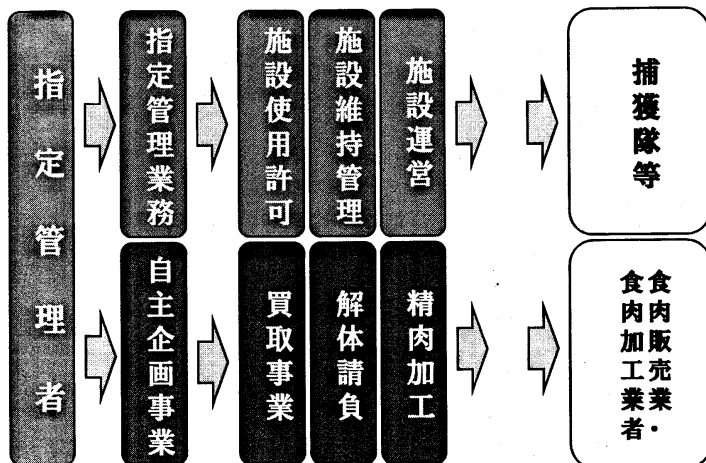 指定管理者
指定管理業務
施設使用許可
施設維持管理
施設運営
捕獲隊等
自主企画事業
買取事業
解体請負
精肉加工
食肉販売業・
食肉加工業者